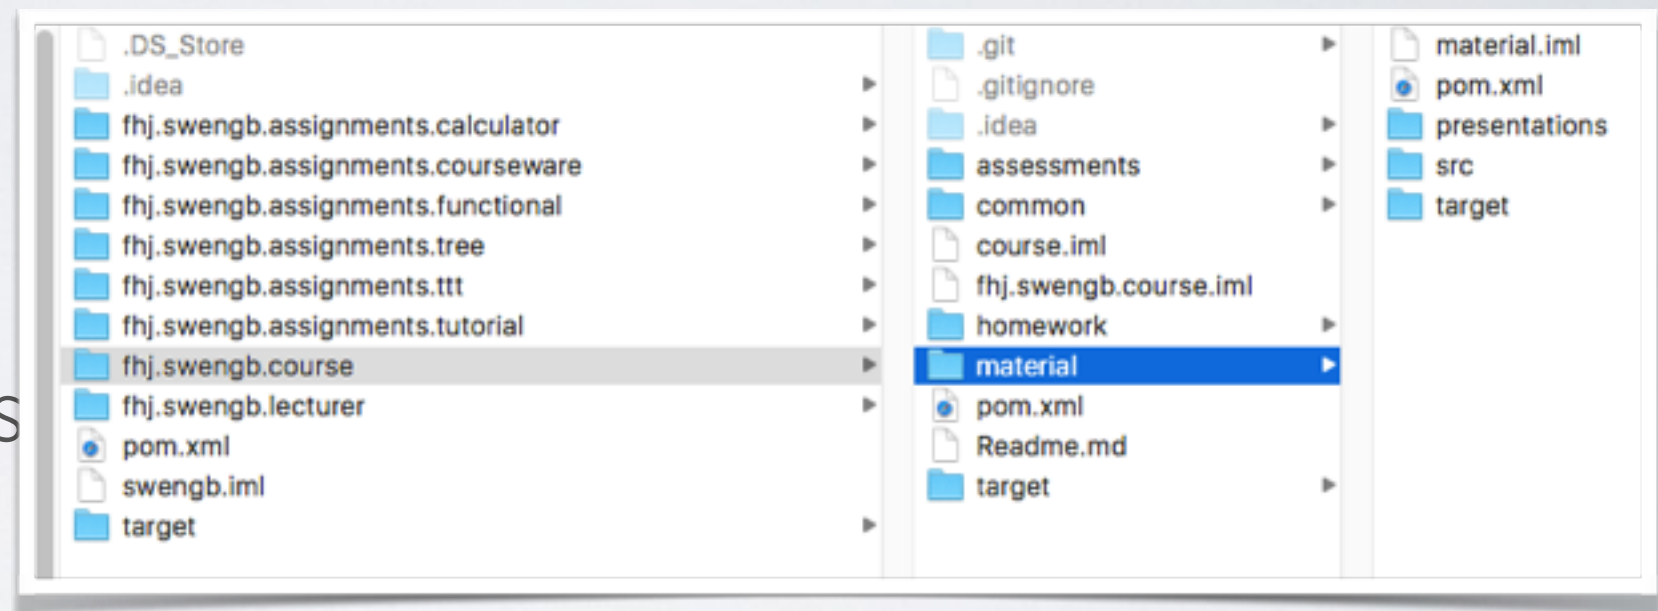 .DS_Store
.idea
fhj.swengb.assignments.calculator
fhj.swengb.assignments.courseware
fhj.swengb.assignments.functional
fhj.swengb.assignments.tree
fhj.swengb.assignments.ttt
fhj.swengb.assignments.tutorial
fhj.swengb.course
fhj.swengb.lecturer
pom.xml
swengb.iml
target
.git
.gitignore
.idea
assessments
common
course.iml
fhj.swengb.course.iml
homework
material
pom.xml
Readme.md
target
material.iml
pom.xml
presentations
src
target